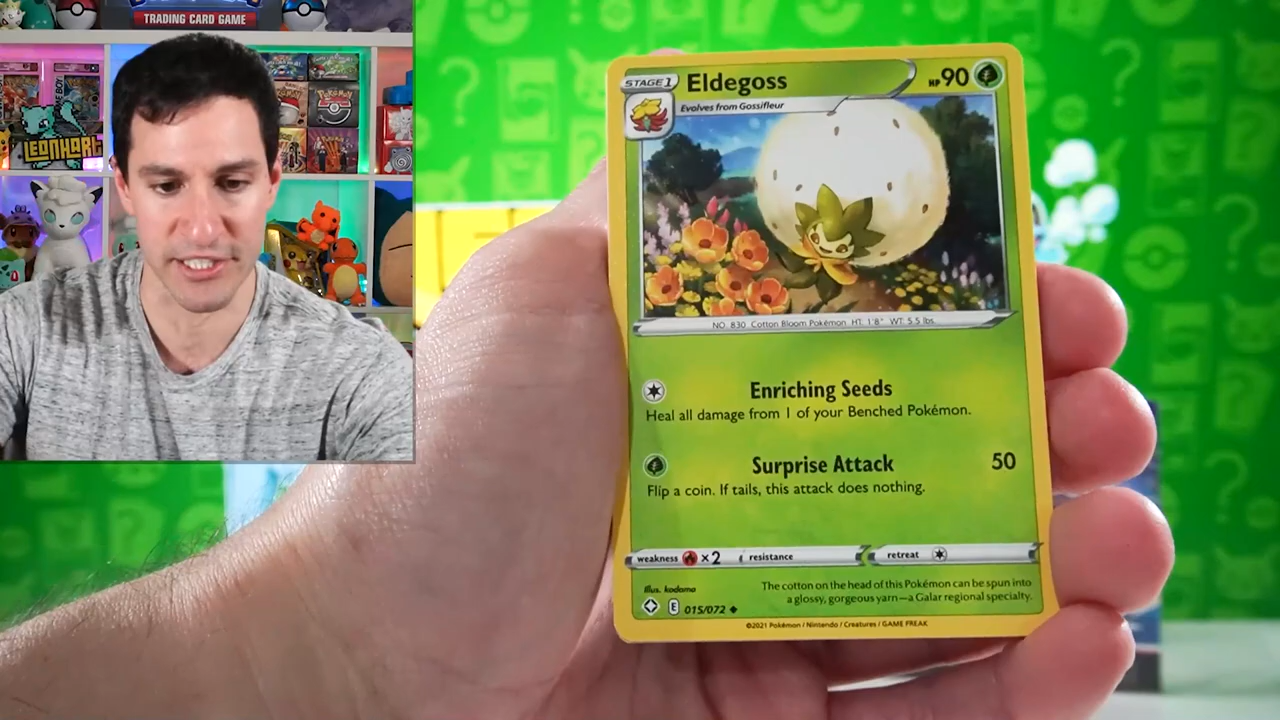 TRADING CARD GAME
LEONHART
STAGE 1
Eldegoss
HP 90
Evolves from Gossifleur
NO. 830 Cotton Bloom Pokémon HT: 1'8" WT: 5.5 lbs.
Enriching Seeds
Heal all damage from 1 of your Benched Pokémon.
Surprise Attack 50
Flip a coin. If tails, this attack does nothing.
weakness ×2 resistance retreat
Illus. kodama
The cotton on the head of this Pokémon can be spun into
a glossy, gorgeous yarn—a Galar regional specialty.
E 015/072
©2021 Pokémon / Nintendo / Creatures / GAME FREAK